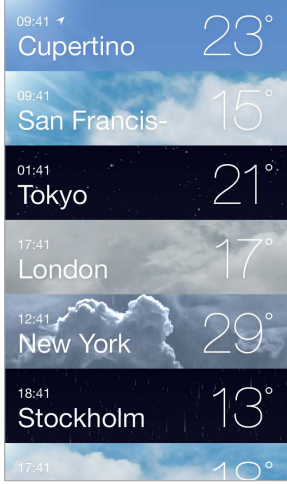 09:41
Cupertino 23°
09:41
San Francis- 15°
01:41
Tokyo 21°
17:41
London 17°
12:41
New York 29°
18:41
Stockholm 13°
17:41